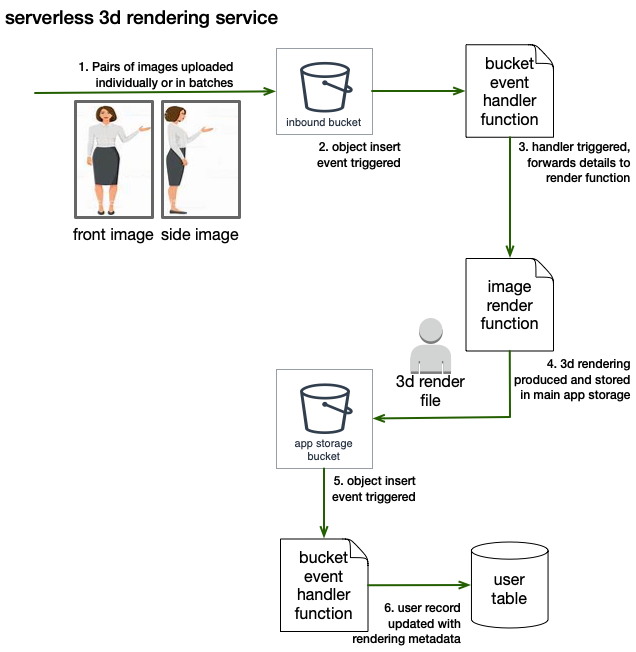 serverless 3d rendering service
1. Pairs of images uploaded
individually or in batches
front image
side image
inbound bucket
2. object insert
event triggered
bucket
event
handler
function
3. handler triggered,
forwards details to
render function
image
render
function
4. 3d rendering
produced and stored
in main app storage
3d render
file
app storage
bucket
5. object insert
event triggered
bucket
event
handler
function
6. user record
updated with
rendering metadata
user
table